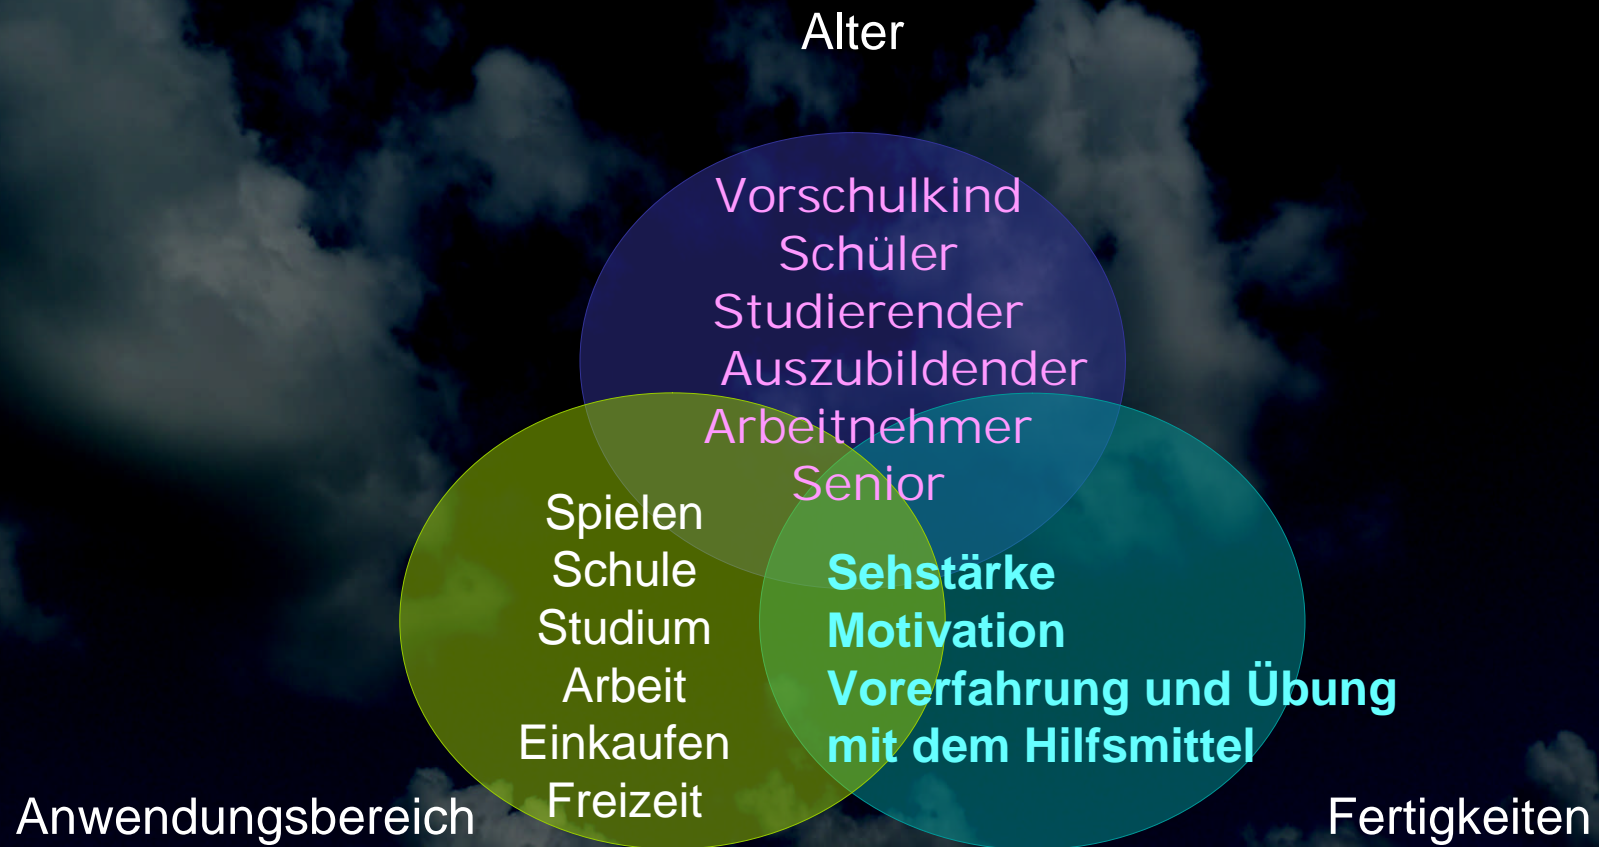 Alter
Vorschulkind
Schüler
Studierender
Auszubildender
Arbeitnehmer
Senior
Spielen
Schule
Studium
Arbeit
Einkaufen
Freizeit
Sehstärke
Motivation
Vorerfahrung und Übung
mit dem Hilfsmittel
Anwendungsbereich
Fertigkeiten